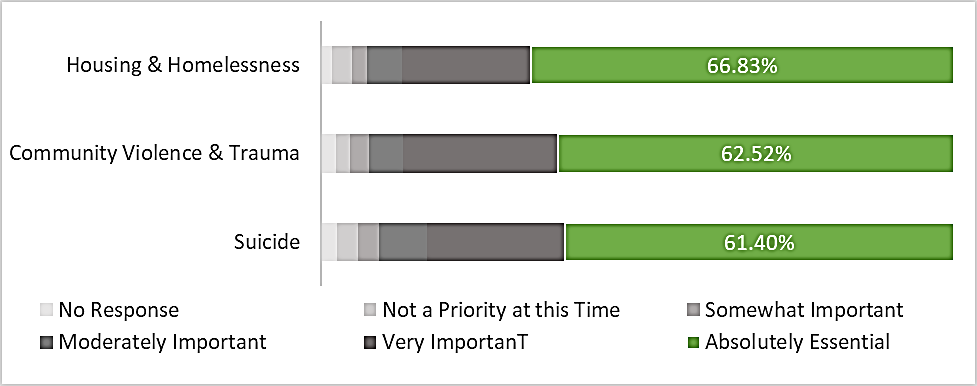 Housing & Homelessness
66.83%
Community Violence & Trauma
62.52%
Suicide
61.40%
No Response
Not a Priority at this Time
Somewhat Important
Moderately Important
Very ImportanT
Absolutely Essential